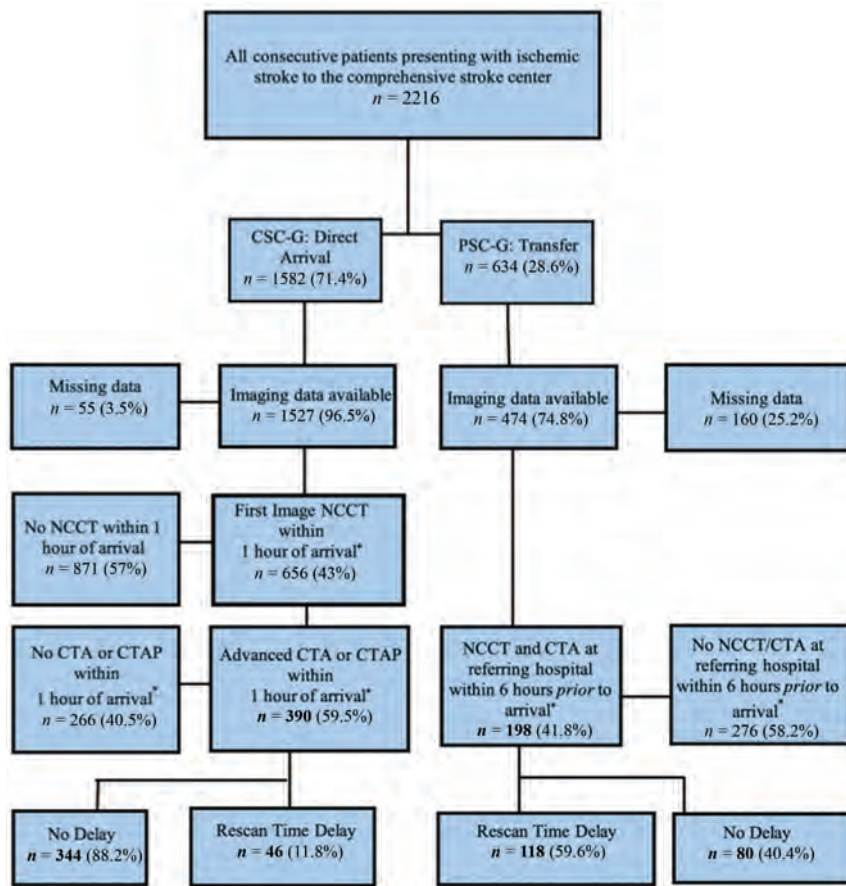 All consecutive patients presenting with ischemic
stroke to the comprehensive stroke center
n = 2216
CSC-G: Direct
Arrival
n = 1582 (71.4%)
PSC-G: Transfer
n = 634 (28.6%)
Missing data
n = 55 (3.5%)
Imaging data available
n = 1527 (96.5%)
Imaging data available
n = 474 (74.8%)
Missing data
n = 160 (25.2%)
No NCCT within 1
hour of arrival
n = 871 (57%)
First Image NCCT
within
1 hour of arrival*
n = 656 (43%)
No CTA or CTAP
within
1 hour of arrival*
n = 266 (40.5%)
Advanced CTA or CTAP
within
1 hour of arrival*
n = 390 (59.5%)
NCCT and CTA at
referring hospital
within 6 hours prior to
arrival*
n = 198 (41.8%)
No NCCT/CTA at
referring hospital
within 6 hours prior to
arrival*
n = 276 (58.2%)
No Delay
n = 344 (88.2%)
Rescan Time Delay
n = 46 (11.8%)
Rescan Time Delay
n = 118 (59.6%)
No Delay
n = 80 (40.4%)